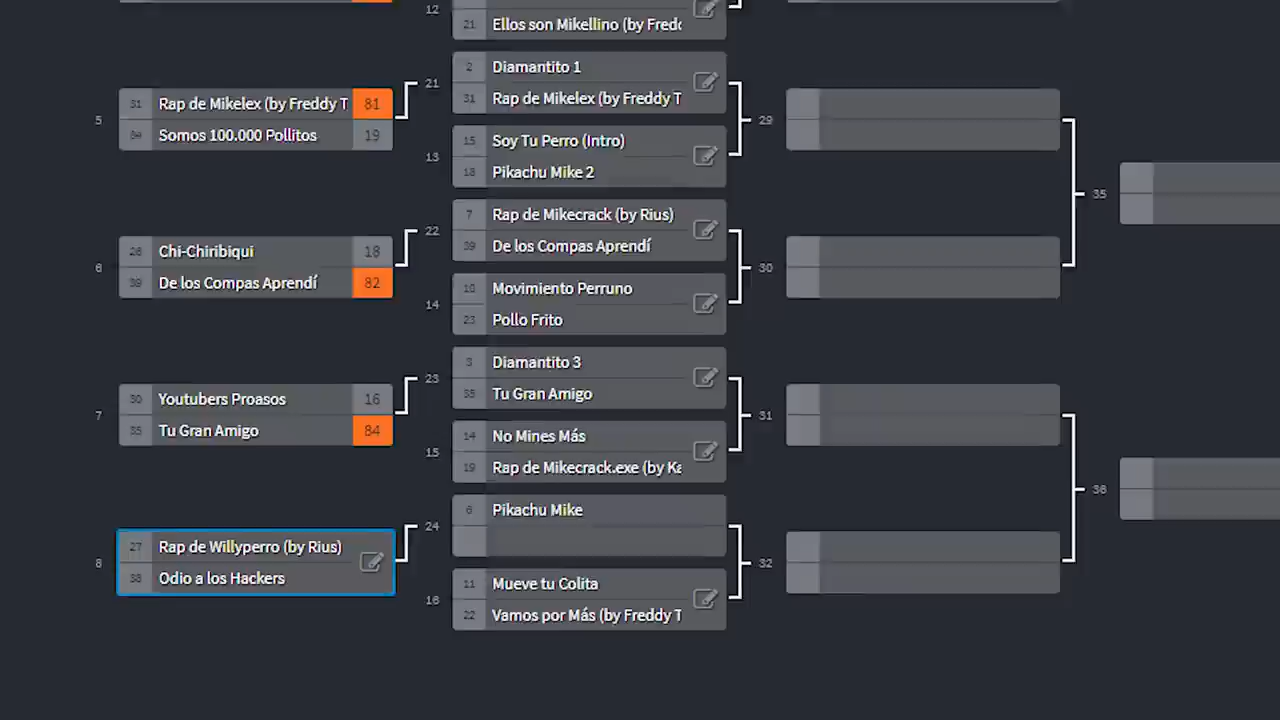 12
21 Ellos son Mikellino (by Fredc
2 Diamantito 1
21
31 Rap de Mikelex (by Freddy T
31 Rap de Mikelex (by Freddy T 81
5
Somos 100.000 Pollitos 19
29
15 Soy Tu Perro (Intro)
13
18 Pikachu Mike 2
35
7 Rap de Mikecrack (by Rius)
22
39 De los Compas Aprendí
26 Chi-Chiribiqui 18
6
39 De los Compas Aprendí 82
30
10 Movimiento Perruno
14
23 Pollo Frito
3 Diamantito 3
23
35 Tu Gran Amigo
30 Youtubers Proasos 16
7
35 Tu Gran Amigo 84
31
14 No Mines Más
15
19 Rap de Mikecrack.exe (by Ka
36
6 Pikachu Mike
24
27 Rap de Willyperro (by Rius)
8
38 Odio a los Hackers
32
11 Mueve tu Colita
16
22 Vamos por Más (by Freddy T